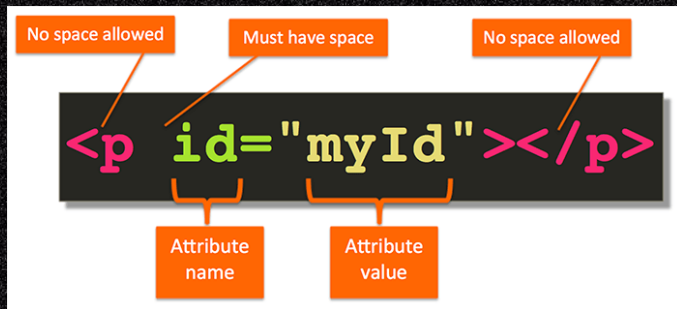 No space allowed
Must have space
No space allowed
<p id="myId"></p>
Attribute
name
Attribute
value